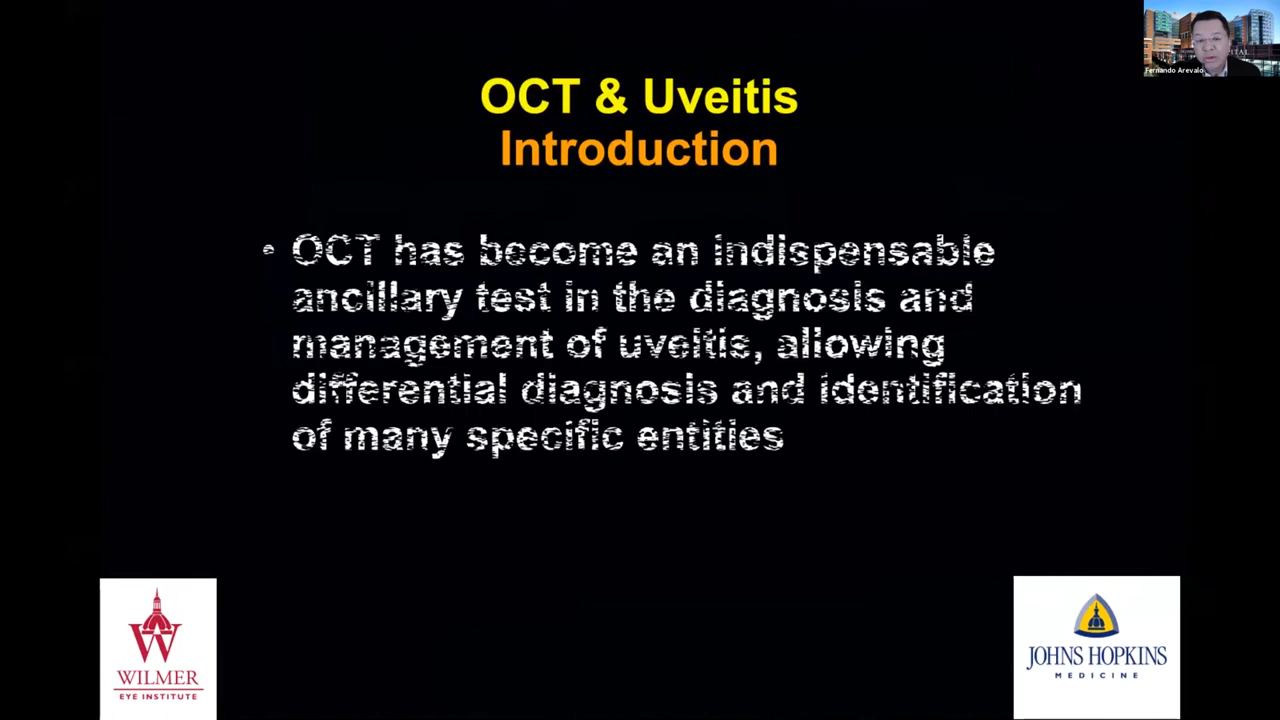 Fernando Arevalo
OCT & Uveitis
Introduction
• OCT has become an indispensable
ancillary test in the diagnosis and
management of uveitis, allowing
differential diagnosis and identification
of many specific entities
W
WILMER
EYE INSTITUTE
JOHNS HOPKINS
MEDICINE